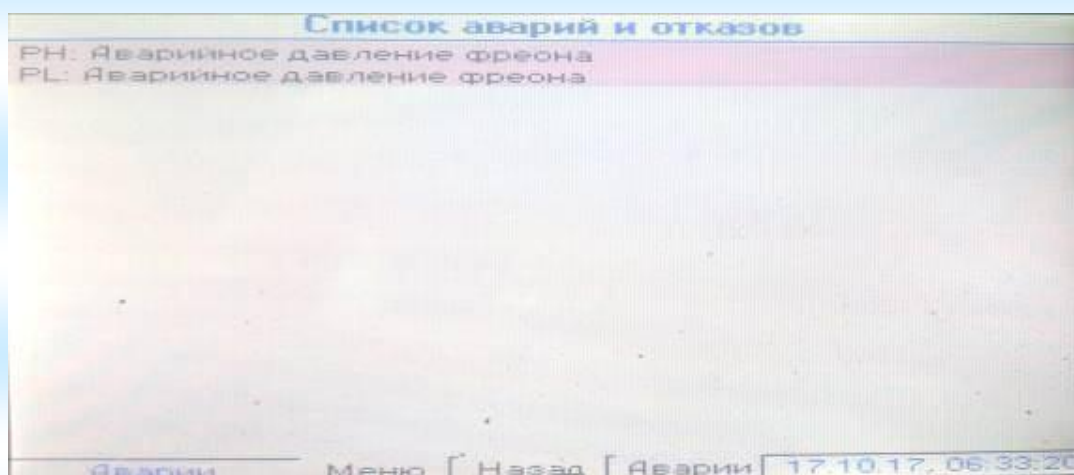 Список аварий и отказов
PH: Аварийное давление фреона
PL: Аварийное давление фреона
Аварии Меню Назад Аварии 17.10.17. 06:33:20